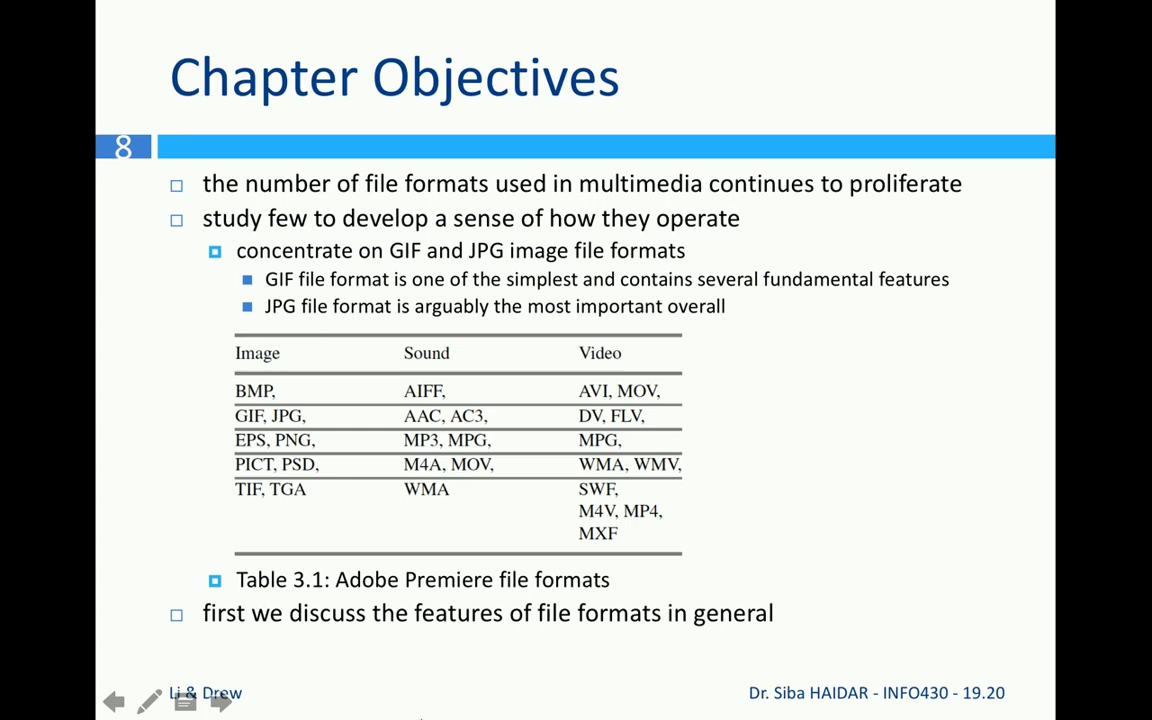 Chapter Objectives
8
the number of file formats used in multimedia continues to proliferate
study few to develop a sense of how they operate
concentrate on GIF and JPG image file formats
GIF file format is one of the simplest and contains several fundamental features
JPG file format is arguably the most important overall
Image Sound Video
BMP, AIFF, AVI, MOV,
GIF, JPG, AAC, AC3, DV, FLV,
EPS, PNG, MP3, MPG, MPG,
PICT, PSD, M4A, MOV, WMA, WMV,
TIF, TGA WMA SWF,
M4V, MP4,
MXF
Table 3.1: Adobe Premiere file formats
first we discuss the features of file formats in general
Li & Drew Dr. Siba HAIDAR - INFO430 - 19.20